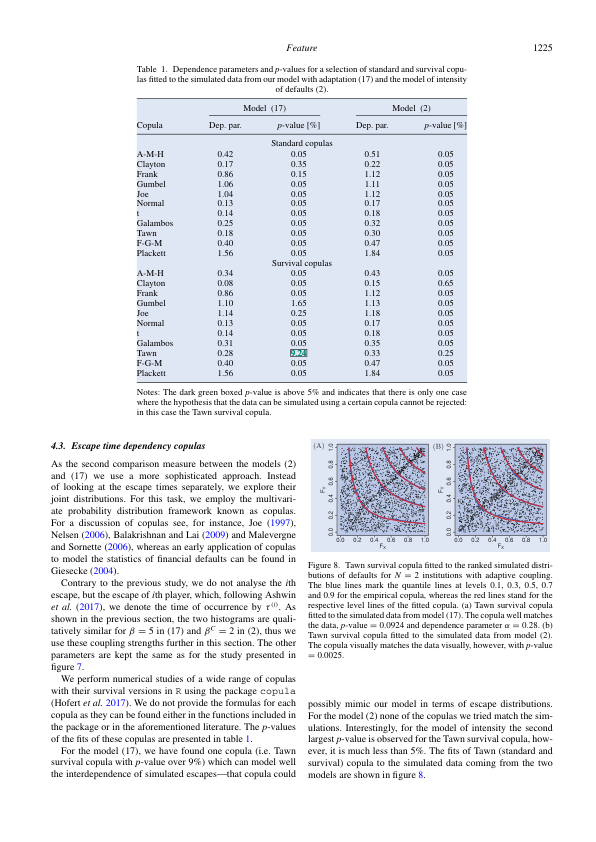 Feature
1225
Table 1. Dependence parameters and p-values for a selection of standard and survival copu-
las fitted to the simulated data from our model with adaptation (17) and the model of intensity
of defaults (2).
Model (17) Model (2)
Copula Dep. par. p-value [%] Dep. par. p-value [%]
Standard copulas
A-M-H 0.42 0.05 0.51 0.05
Clayton 0.17 0.35 0.22 0.05
Frank 0.86 0.15 1.12 0.05
Gumbel 1.06 0.05 1.11 0.05
Joe 1.04 0.05 1.12 0.05
Normal 0.13 0.05 0.17 0.05
t 0.14 0.05 0.18 0.05
Galambos 0.25 0.05 0.32 0.05
Tawn 0.18 0.05 0.30 0.05
F-G-M 0.40 0.05 0.47 0.05
Plackett 1.56 0.05 1.84 0.05
Survival copulas
A-M-H 0.34 0.05 0.43 0.05
Clayton 0.08 0.05 0.15 0.65
Frank 0.86 0.05 1.12 0.05
Gumbel 1.10 1.65 1.13 0.05
Joe 1.14 0.25 1.18 0.05
Normal 0.13 0.05 0.17 0.05
t 0.14 0.05 0.18 0.05
Galambos 0.31 0.05 0.35 0.05
Tawn 0.28 9.24 0.33 0.25
F-G-M 0.40 0.05 0.47 0.05
Plackett 1.56 0.05 1.84 0.05
Notes: The dark green boxed p-value is above 5% and indicates that there is only one case
where the hypothesis that the data can be simulated using a certain copula cannot be rejected:
in this case the Tawn survival copula.
4.3. Escape time dependency copulas
As the second comparison measure between the models (2)
and (17) we use a more sophisticated approach. Instead
of looking at the escape times separately, we explore their
joint distributions. For this task, we employ the multivari-
ate probability distribution framework known as copulas.
For a discussion of copulas see, for instance, Joe (1997),
Nelsen (2006), Balakrishnan and Lai (2009) and Malevergne
and Sornette (2006), whereas an early application of copulas
to model the statistics of financial defaults can be found in
Giesecke (2004).
Contrary to the previous study, we do not analyse the ith
escape, but the escape of ith player, which, following Ashwin
et al. (2017), we denote the time of occurrence by τ(i). As
shown in the previous section, the two histograms are quali-
tatively similar for β = 5 in (17) and βC = 2 in (2), thus we
use these coupling strengths further in this section. The other
parameters are kept the same as for the study presented in
figure 7.
We perform numerical studies of a wide range of copulas
with their survival versions in R using the package copula
(Hofert et al. 2017). We do not provide the formulas for each
copula as they can be found either in the functions included in
the package or in the aforementioned literature. The p-values
of the fits of these copulas are presented in table 1.
For the model (17), we have found one copula (i.e. Tawn
survival copula with p-value over 9%) which can model well
the interdependence of simulated escapes—that copula could
(A)
1.0
0.8
0.6
0.4
0.2
0.0
FY
0.0 0.2 0.4 0.6 0.8 1.0
FX
(B)
1.0
0.8
0.6
0.4
0.2
0.0
FY
0.0 0.2 0.4 0.6 0.8 1.0
FX
Figure 8. Tawn survival copula fitted to the ranked simulated distri-
butions of defaults for N = 2 institutions with adaptive coupling.
The blue lines mark the quantile lines at levels 0.1, 0.3, 0.5, 0.7
and 0.9 for the empirical copula, whereas the red lines stand for the
respective level lines of the fitted copula. (a) Tawn survival copula
fitted to the simulated data from model (17). The copula well matches
the data, p-value = 0.0924 and dependence parameter α = 0.28. (b)
Tawn survival copula fitted to the simulated data from model (2).
The copula visually matches the data visually, however, with p-value
= 0.0025.
possibly mimic our model in terms of escape distributions.
For the model (2) none of the copulas we tried match the sim-
ulations. Interestingly, for the model of intensity the second
largest p-value is observed for the Tawn survival copula, how-
ever, it is much less than 5%. The fits of Tawn (standard and
survival) copula to the simulated data coming from the two
models are shown in figure 8.